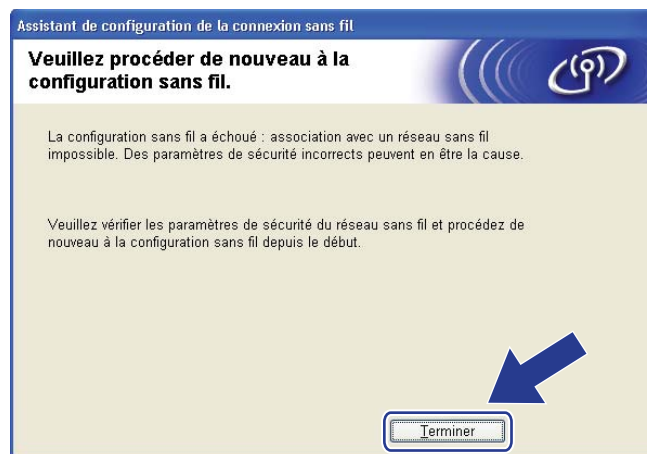 Assistant de configuration de la connexion sans fil
Veuillez procéder de nouveau à la
configuration sans fil.
La configuration sans fil a échoué : association avec un réseau sans fil
impossible. Des paramètres de sécurité incorrects peuvent en être la cause.
Veuillez vérifier les paramètres de sécurité du réseau sans fil et procédez de
nouveau à la configuration sans fil depuis le début.
Terminer